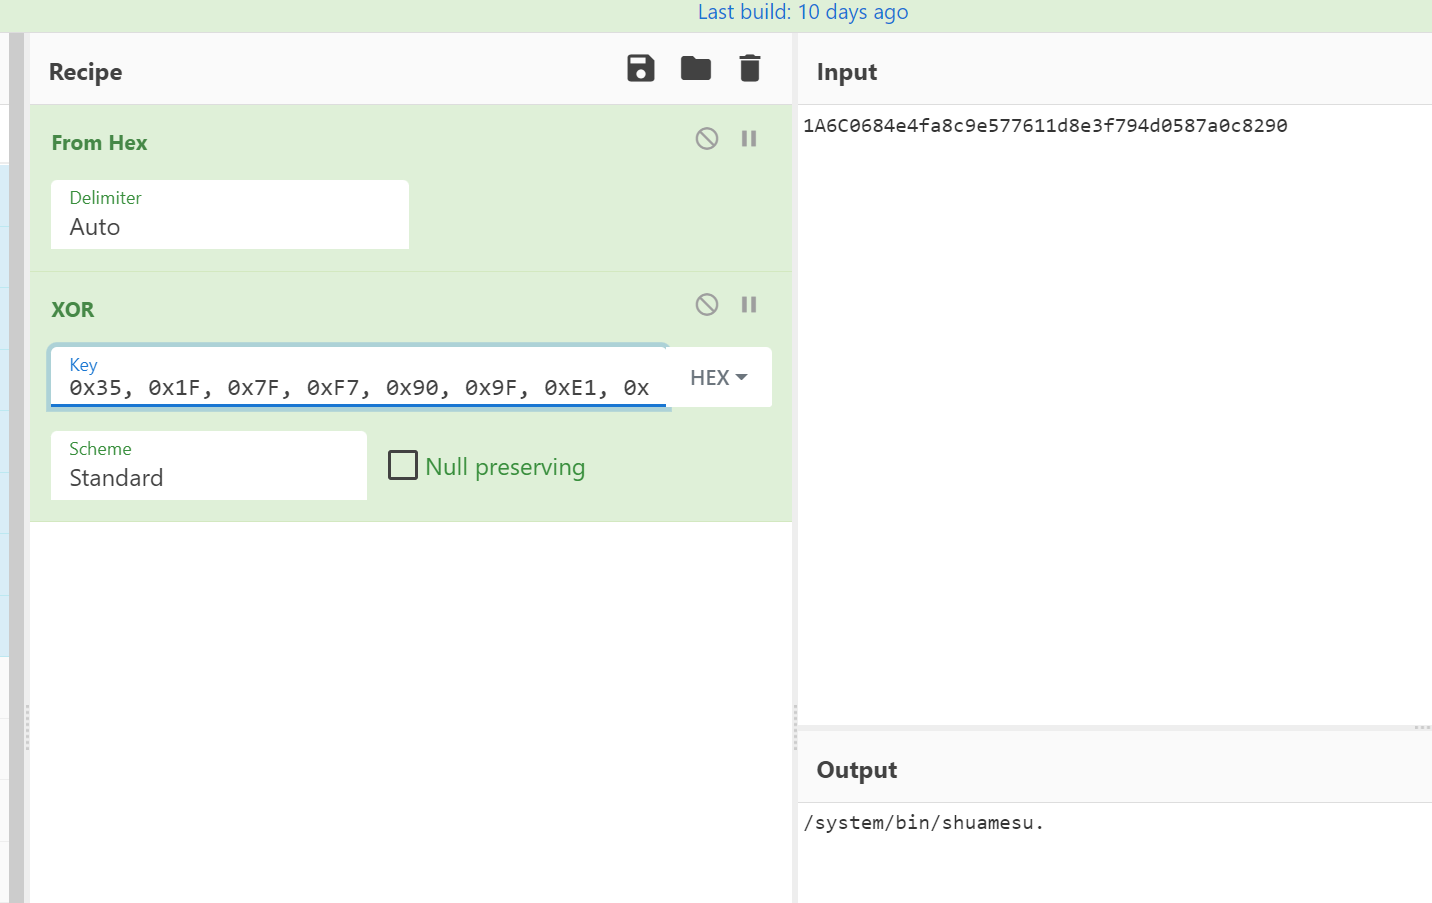 Last build: 10 days ago
Recipe
Input
From Hex
Delimiter
Auto
XOR
Key
0x35, 0x1F, 0x7F, 0xF7, 0x90, 0x9F, 0xE1, 0x
HEX
Scheme
Standard
Null preserving
1A6C0684e4fa8c9e577611d8e3f794d0587a0c8290
Output
/system/bin/shuamesu.